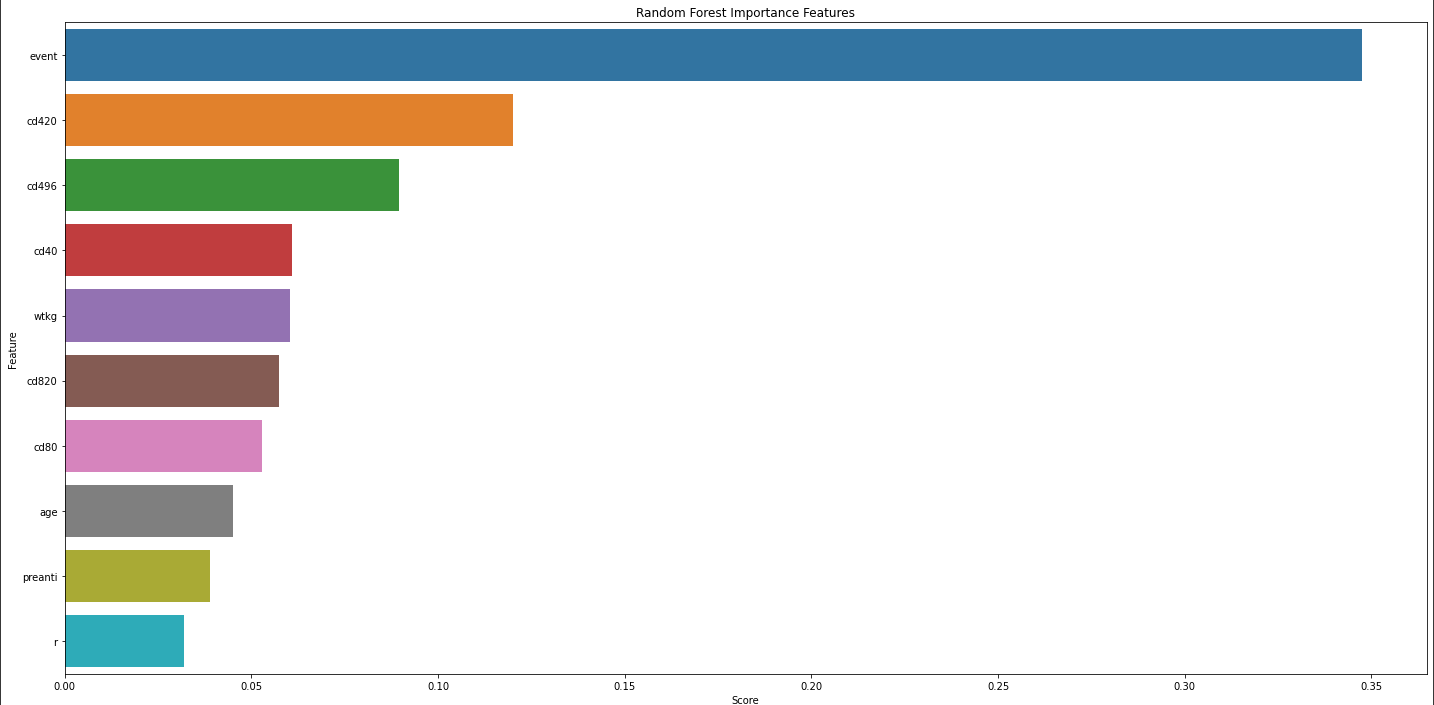 Random Forest Importance Features
event
cd420
cd496
cd40
wtkg
cd820
cd80
age
preanti
r
Feature
0.00 0.05 0.10 0.15 0.20 0.25 0.30 0.35
Score